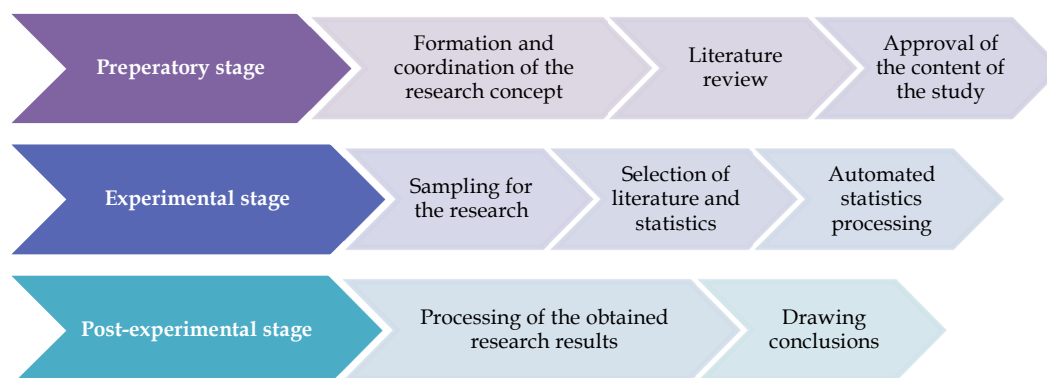 Preperatory stage
Formation and
coordination of the
research concept
Literature
review
Approval of
the content of
the study
Experimental stage
Sampling for
the research
Selection of
literature and
statistics
Automated
statistics
processing
Post-experimental stage
Processing of the obtained
research results
Drawing
conclusions